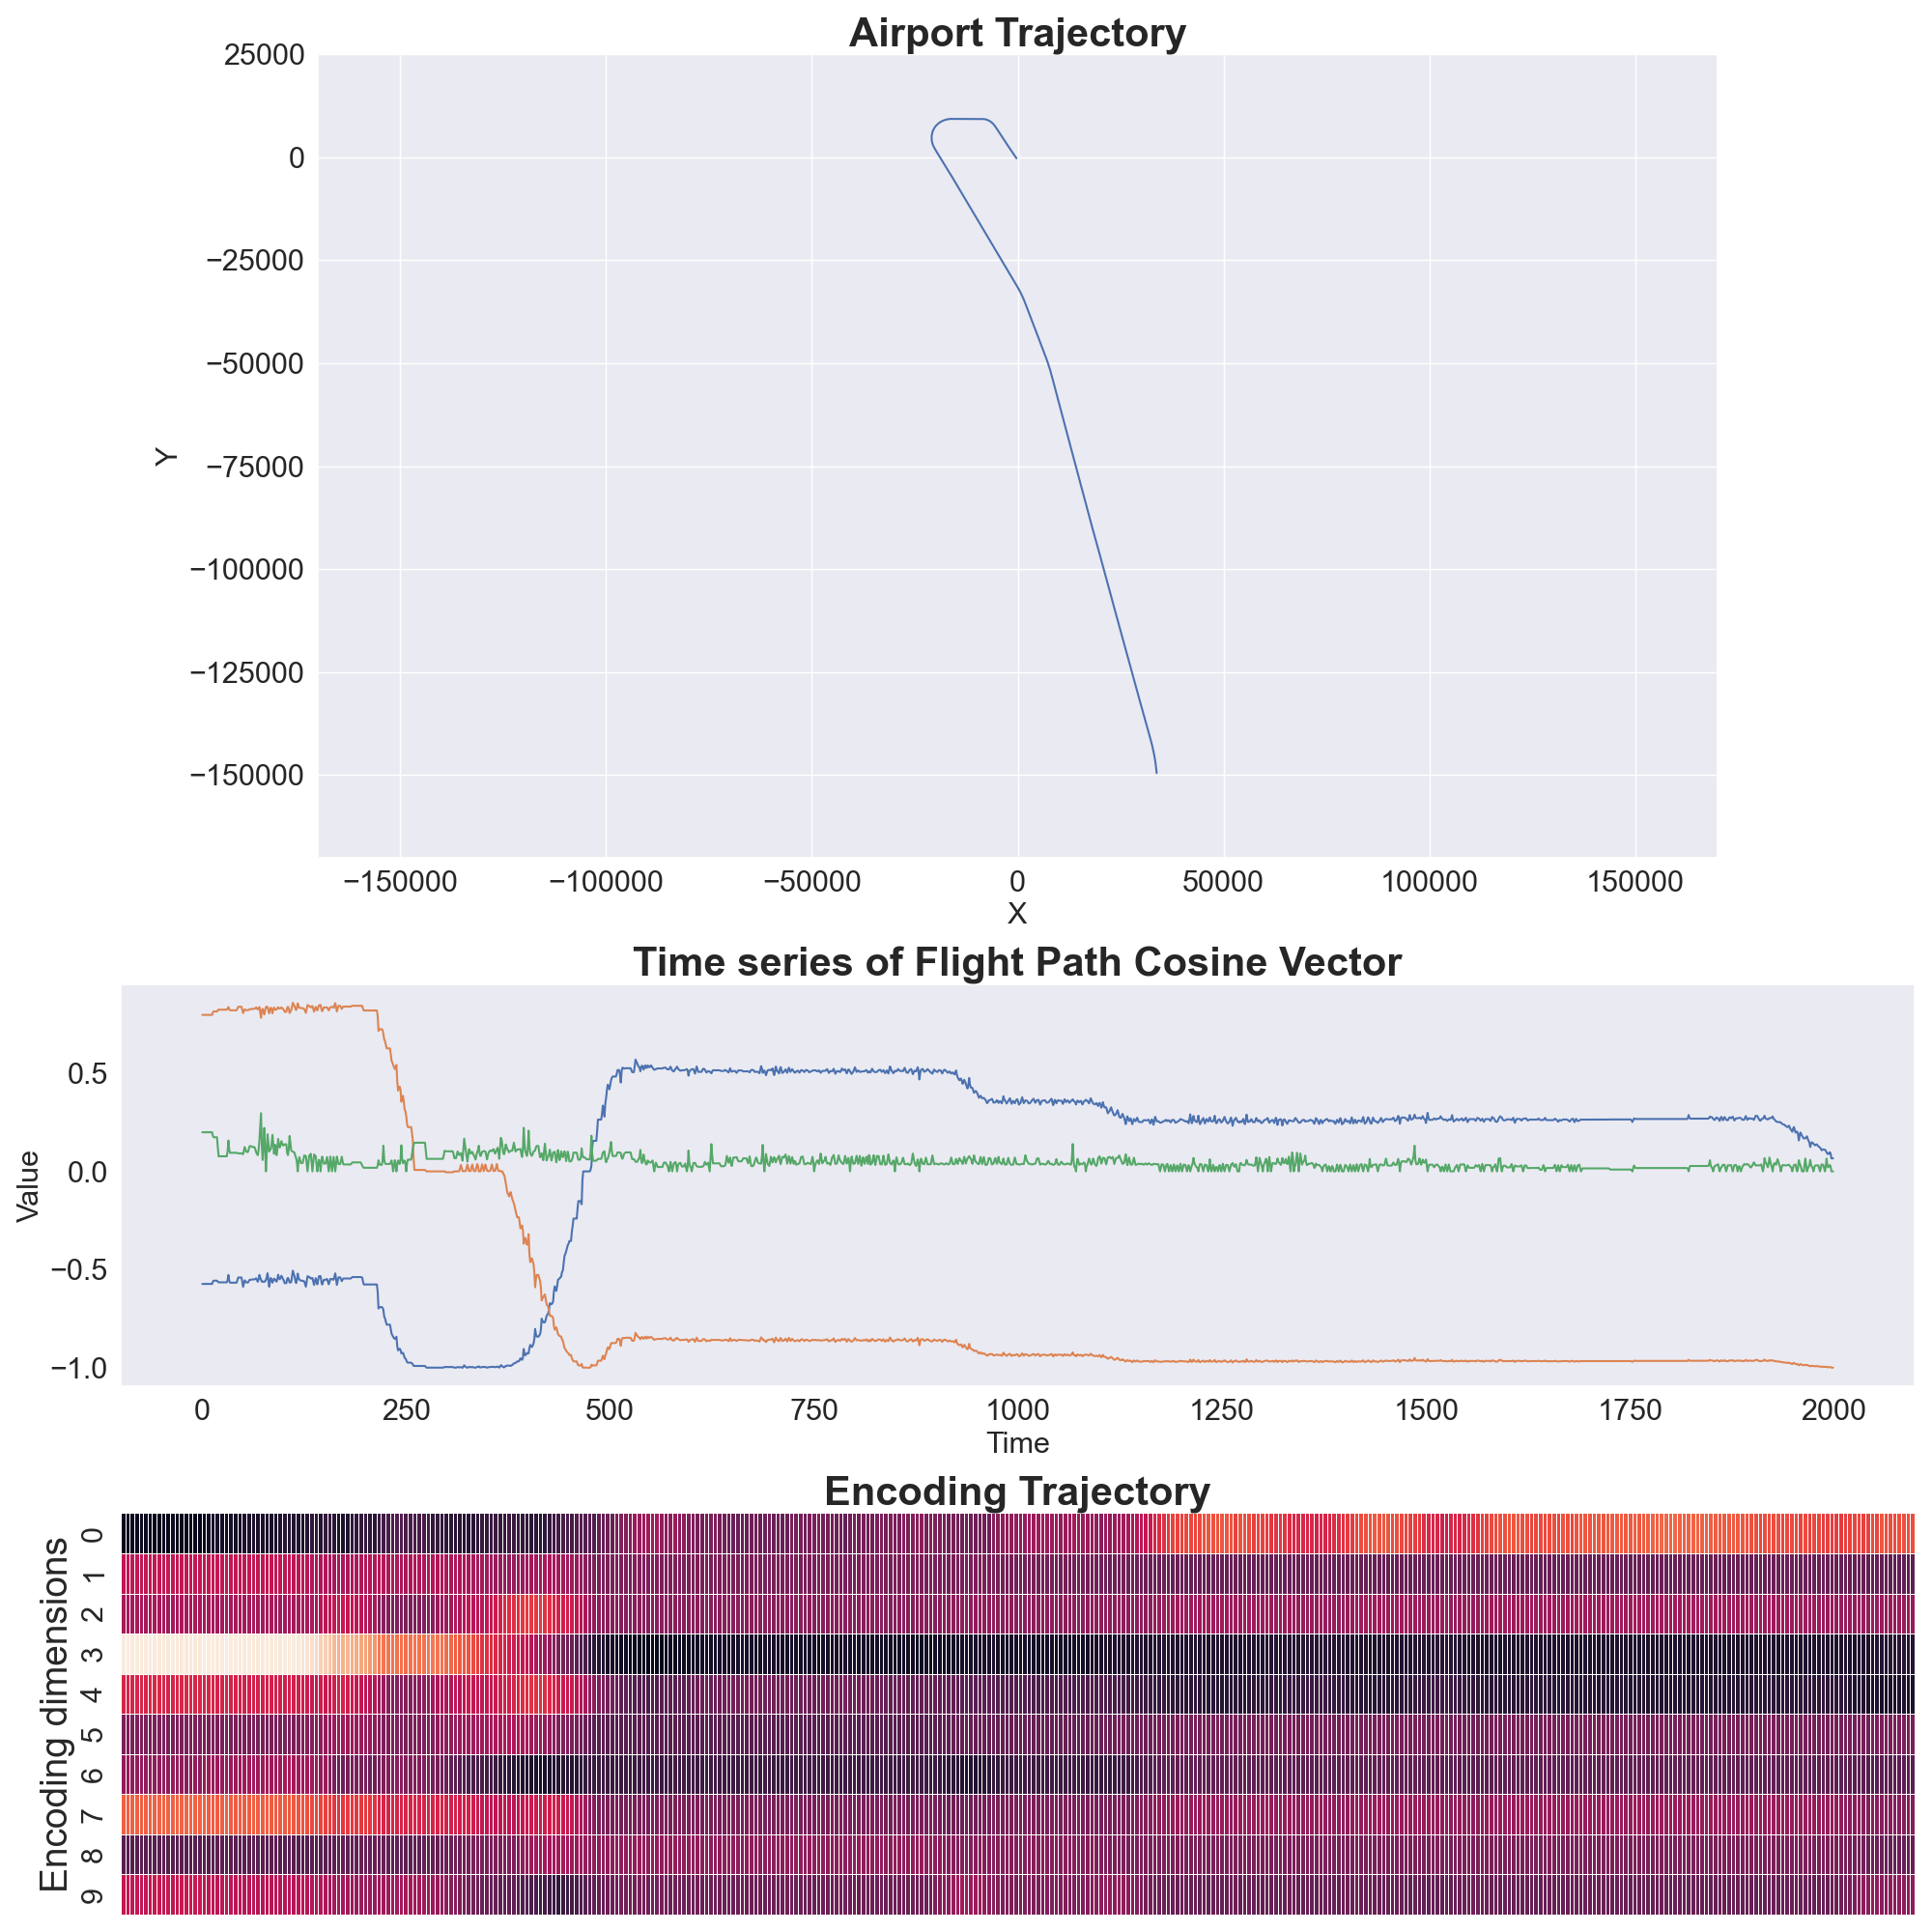 Airport Trajectory
25000
0
−25000
−50000
−75000
−100000
−125000
−150000
Y
−150000 −100000 −50000 0 50000 100000 150000
X
Time series of Flight Path Cosine Vector
0.5
0.0
−0.5
−1.0
Value
0 250 500 750 1000 1250 1500 1750 2000
Time
Encoding Trajectory
0
1
2
3
4
5
6
7
8
9
Encoding dimensions